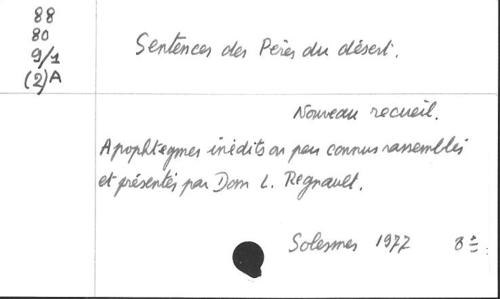 88
80
9/1
(2)A
Sentences des Pères du désert.
Nouveau recueil.
Apophtegmes inédits ou peu connus rassemblés
et présentés par Dom L. Regnault.
Solesmes 1977 8°